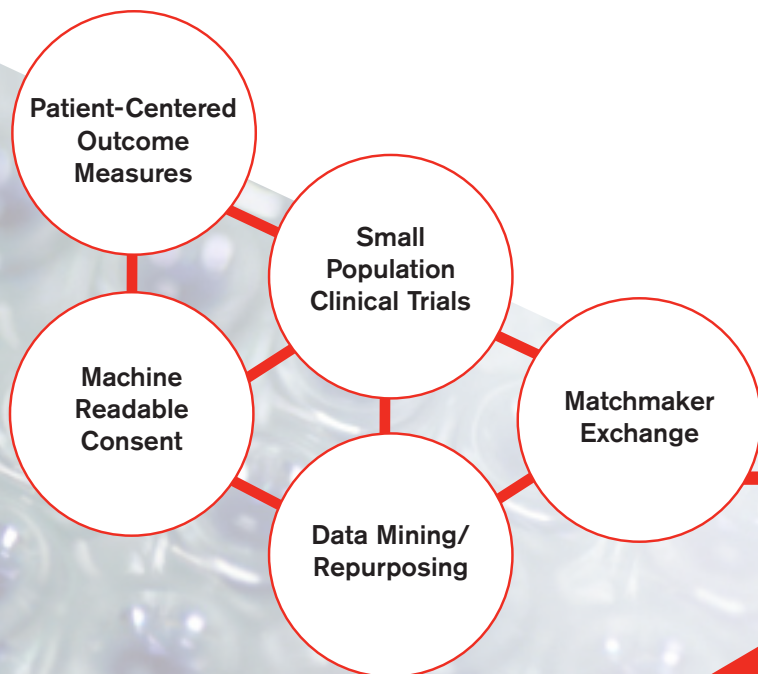 Patient-Centered
Outcome
Measures
Small
Population
Clinical Trials
Machine
Readable
Consent
Matchmaker
Exchange
Data Mining/
Repurposing